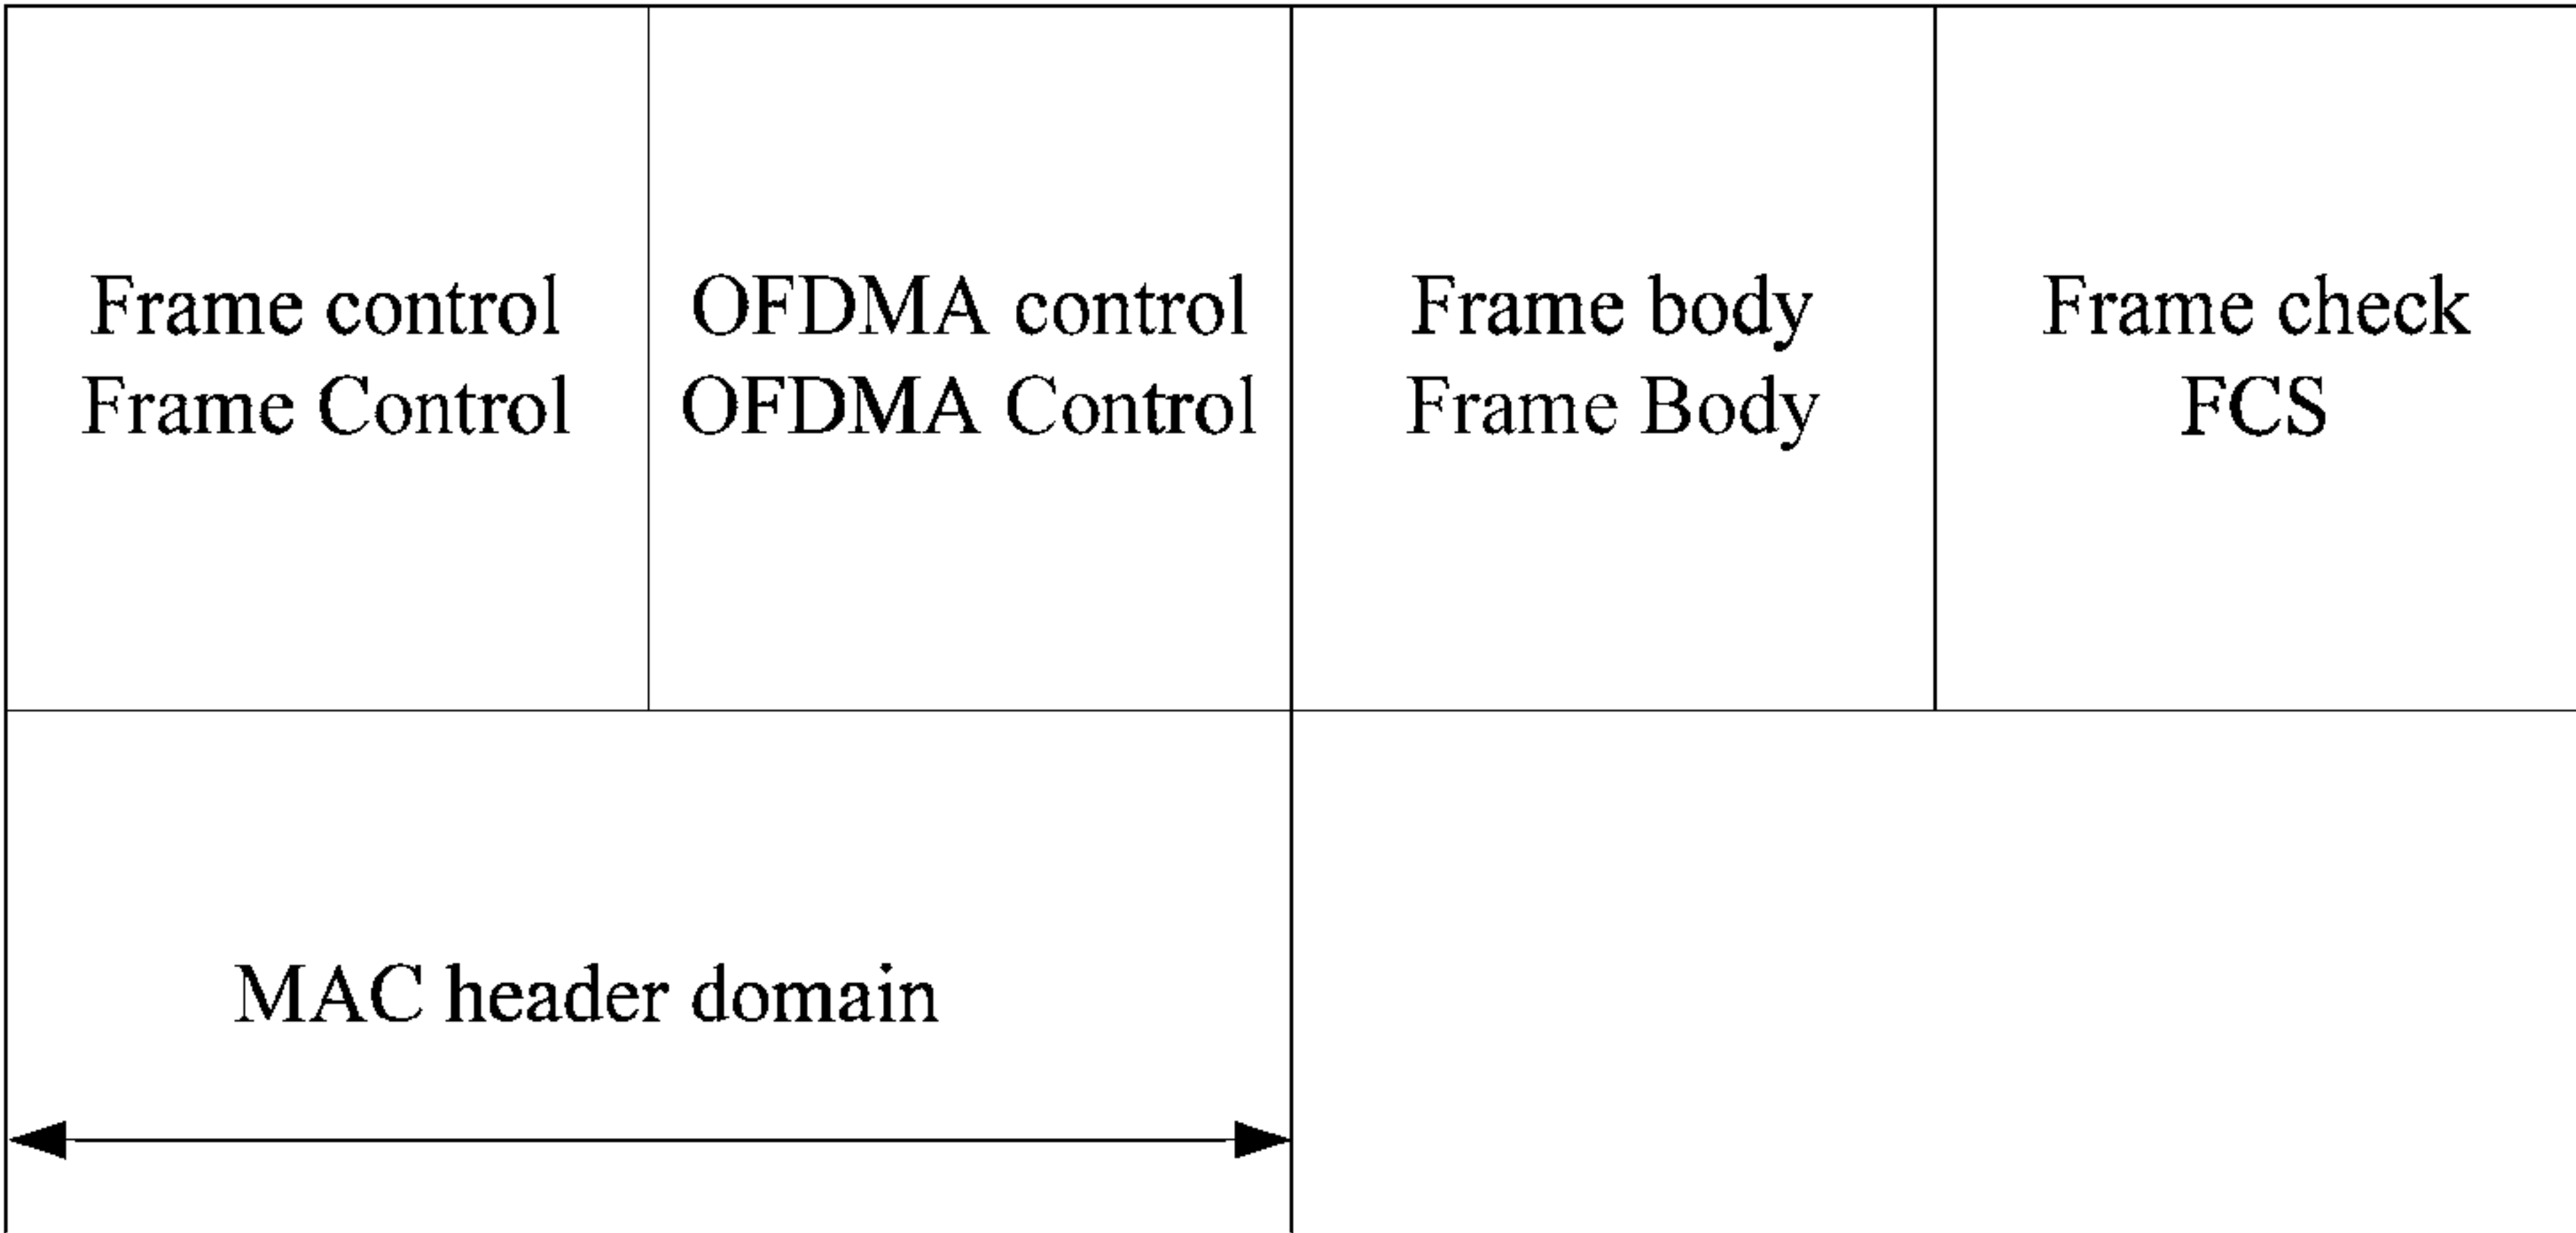 Frame control
Frame Control
OFDMA control
OFDMA Control
Frame body
Frame Body
Frame check
FCS
MAC header domain